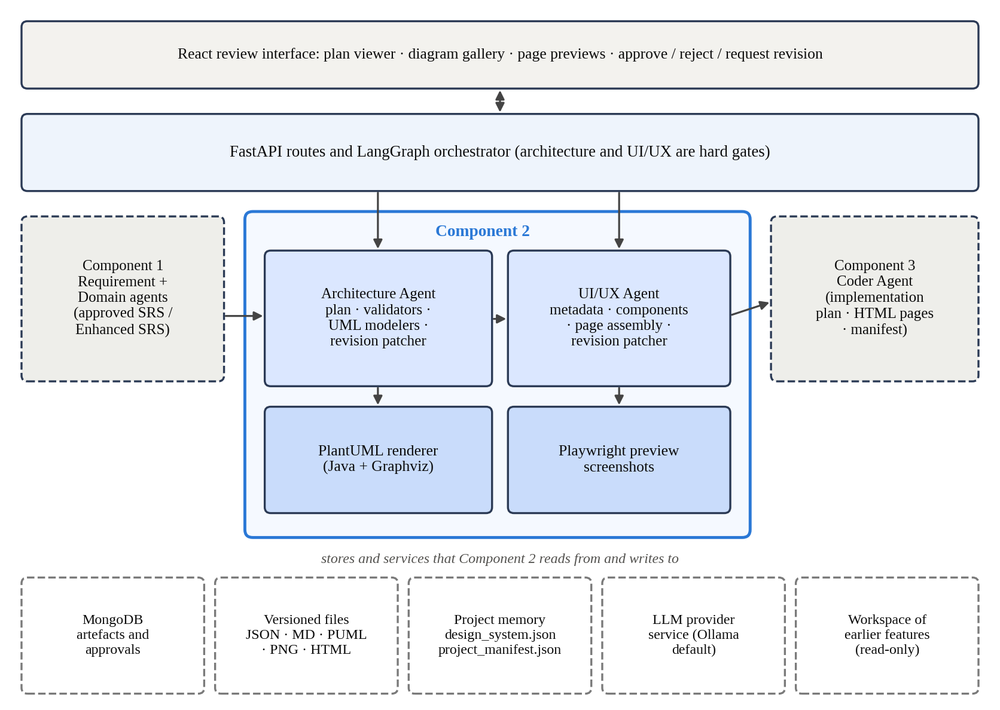 React review interface: plan viewer · diagram gallery · page previews · approve / reject / request revision
FastAPI routes and LangGraph orchestrator (architecture and UI/UX are hard gates)
Component 1
Requirement +
Domain agents
(approved SRS /
Enhanced SRS)
Component 2
Architecture Agent
plan · validators ·
UML modelers ·
revision patcher
UI/UX Agent
metadata · components
· page assembly ·
revision patcher
Component 3
Coder Agent
(implementation
plan · HTML pages
· manifest)
PlantUML renderer
(Java + Graphviz)
Playwright preview
screenshots
stores and services that Component 2 reads from and writes to
MongoDB
artefacts and
approvals
Versioned files
JSON · MD · PUML
· PNG · HTML
Project memory
design_system.json
project_manifest.json
LLM provider
service (Ollama
default)
Workspace of
earlier features
(read-only)